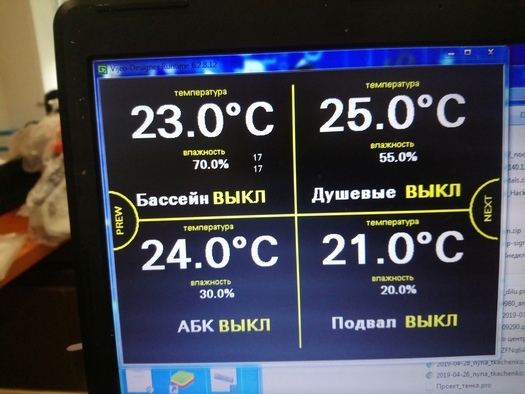 температура
23.0°C
влажность
70.0%
17
17
Бассейн ВЫКЛ
температура
25.0°C
влажность
55.0%
Душевые ВЫКЛ
PREW
NEXT
температура
24.0°C
влажность
30.0%
АБК ВЫКЛ
температура
21.0°C
влажность
20.0%
Подвал ВЫКЛ
2019-04-26_nyna_tkachenko
Проект_танка.pro